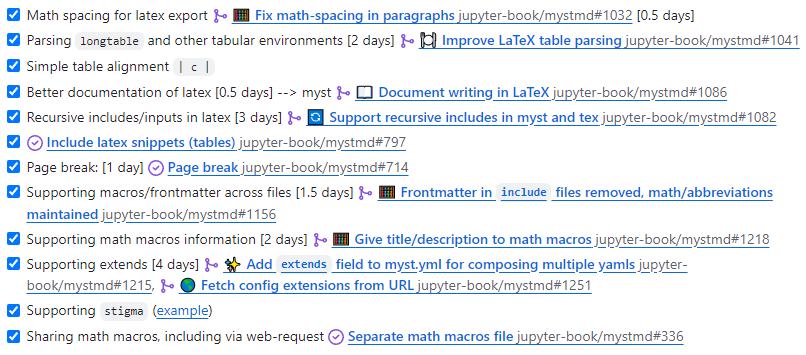 Math spacing for latex export Fix math-spacing in paragraphs jupyter-book/mystmd#1032 [0.5 days]
Parsing longtable and other tabular environments [2 days] Improve LaTeX table parsing jupyter-book/mystmd#1041
Simple table alignment | c |
Better documentation of latex [0.5 days] --> myst Document writing in LaTeX jupyter-book/mystmd#1086
Recursive includes/inputs in latex [3 days] Support recursive includes in myst and tex jupyter-book/mystmd#1082
Include latex snippets (tables) jupyter-book/mystmd#797
Page break: [1 day] Page break jupyter-book/mystmd#714
Supporting macros/frontmatter across files [1.5 days] Frontmatter in include files removed, math/abbreviations
maintained jupyter-book/mystmd#1156
Supporting math macros information [2 days] Give title/description to math macros jupyter-book/mystmd#1218
Supporting extends [4 days] Add extends field to myst.yml for composing multiple yamls jupyter-
book/mystmd#1215, Fetch config extensions from URL jupyter-book/mystmd#1251
Supporting stigma (example)
Sharing math macros, including via web-request Separate math macros file jupyter-book/mystmd#336